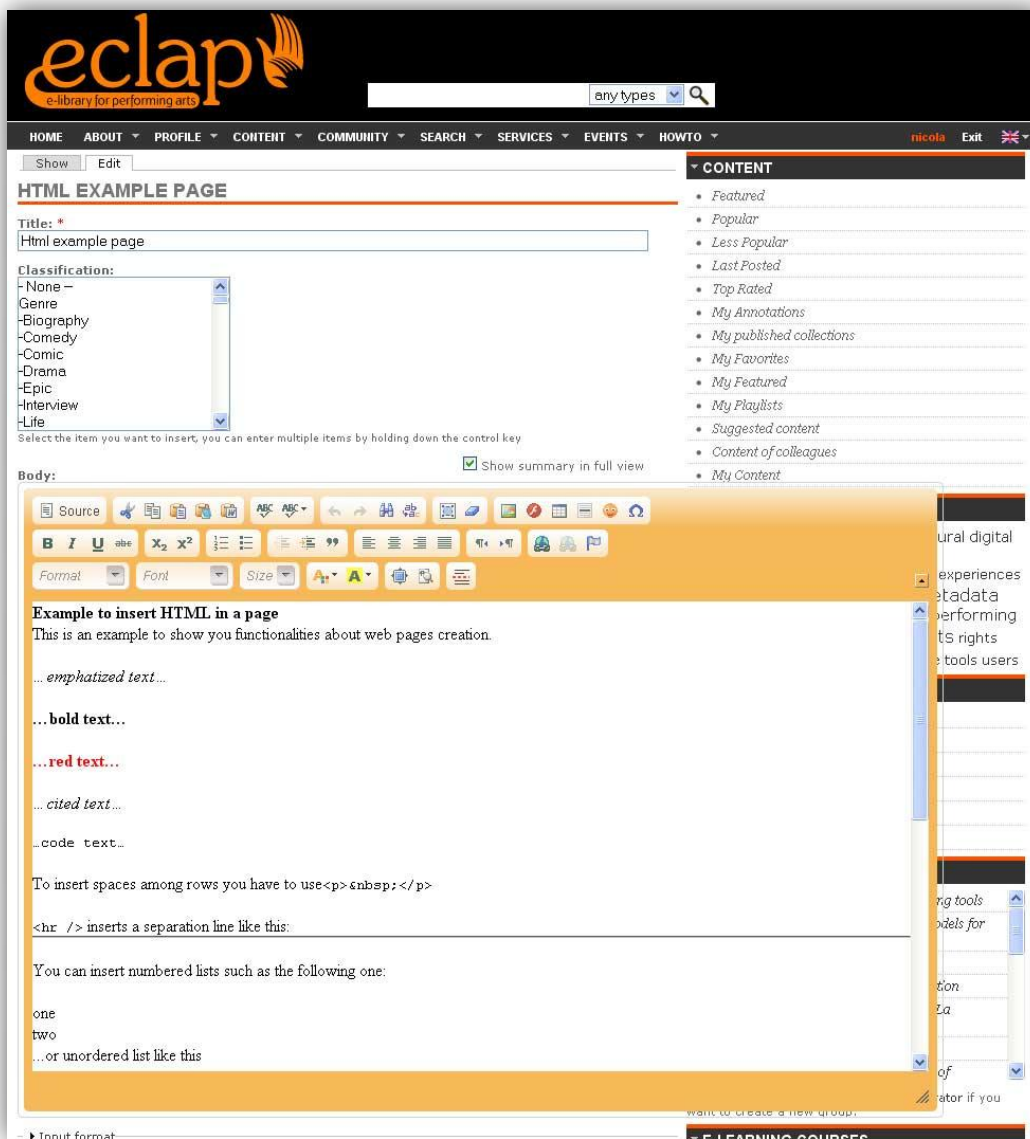 eclap
e-library for performing arts
any types
HOME ABOUT PROFILE CONTENT COMMUNITY SEARCH SERVICES EVENTS HOWTO nicola Exit
Show Edit
HTML EXAMPLE PAGE
Title: *
Html example page
Classification:
- None –
Genre
-Biography
-Comedy
-Comic
-Drama
-Epic
-Interview
-Life
Select the item you want to insert, you can enter multiple items by holding down the control key
Show summary in full view
Body:
Source
B I U abc X₂ X²
Format Font Size
Example to insert HTML in a page
This is an example to show you functionalities about web pages creation.
... emphatized text...
...bold text...
...red text...
... cited text...
…code text…
To insert spaces among rows you have to use<p>&nbsp;</p>
<hr /> inserts a separation line like this:
You can insert numbered lists such as the following one:
one
two
...or unordered list like this
Input format
CONTENT
Featured
Popular
Less Popular
Last Posted
Top Rated
My Annotations
My published collections
My Favorites
My Featured
My Playlists
Suggested content
Content of colleagues
My Content
digital
experiences
rights
tools users
tools
for
La
of
if you
want to create a new group.
E-LEARNING COURSES